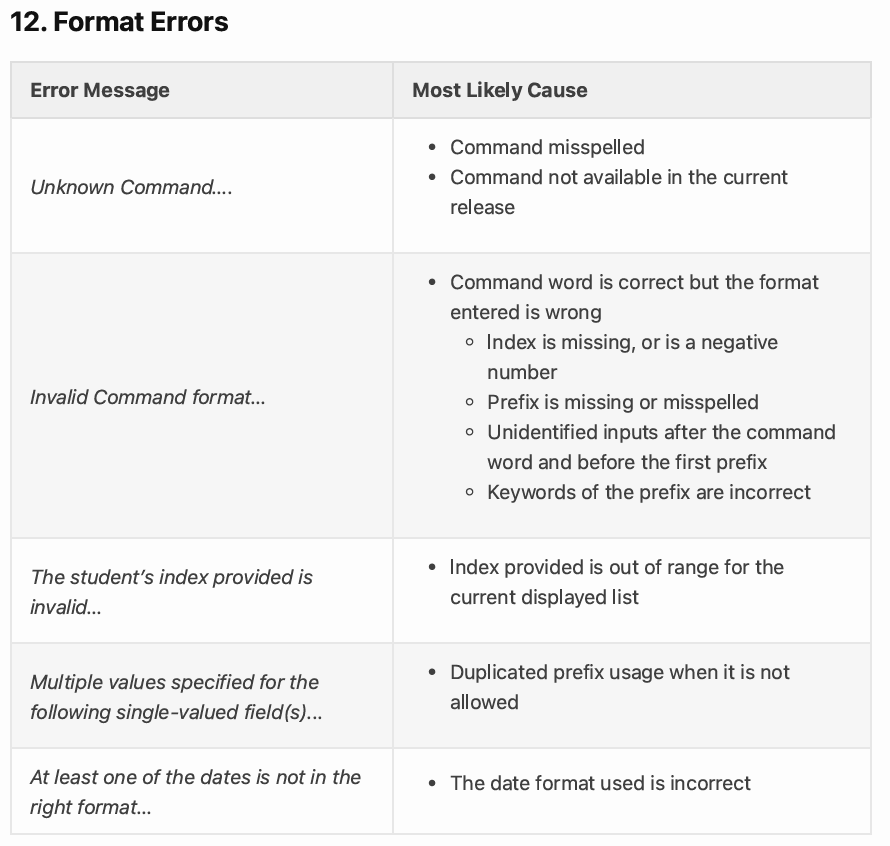 12. Format Errors
Error Message
Most Likely Cause
Unknown Command....
• Command misspelled
• Command not available in the current
release
Invalid Command format...
• Command word is correct but the format
entered is wrong
◦ Index is missing, or is a negative
number
◦ Prefix is missing or misspelled
◦ Unidentified inputs after the command
word and before the first prefix
◦ Keywords of the prefix are incorrect
The student’s index provided is
invalid...
• Index provided is out of range for the
current displayed list
Multiple values specified for the
following single-valued field(s)...
• Duplicated prefix usage when it is not
allowed
At least one of the dates is not in the
right format...
• The date format used is incorrect